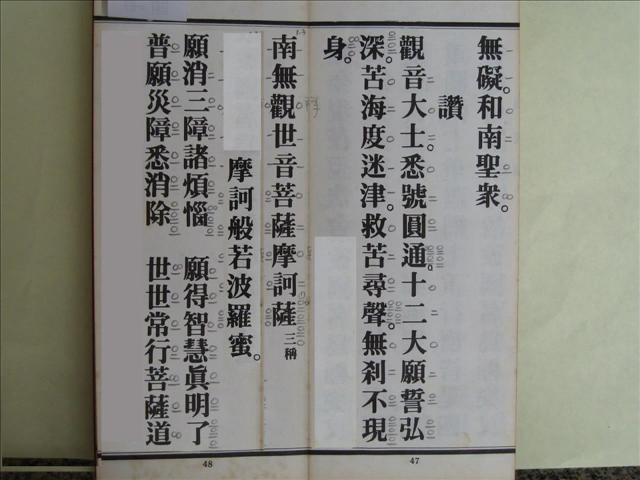 無礙。和南聖衆。
讚
觀音大士。悉號圓通。十二大願誓弘
深。苦海度迷津。救苦尋聲。無剎不現
身。
47
南無觀世音菩薩摩訶薩 三稱
摩訶般若波羅蜜。
願消三障諸煩惱 願得智慧眞明了
普願災障悉消除 世世常行菩薩道
48